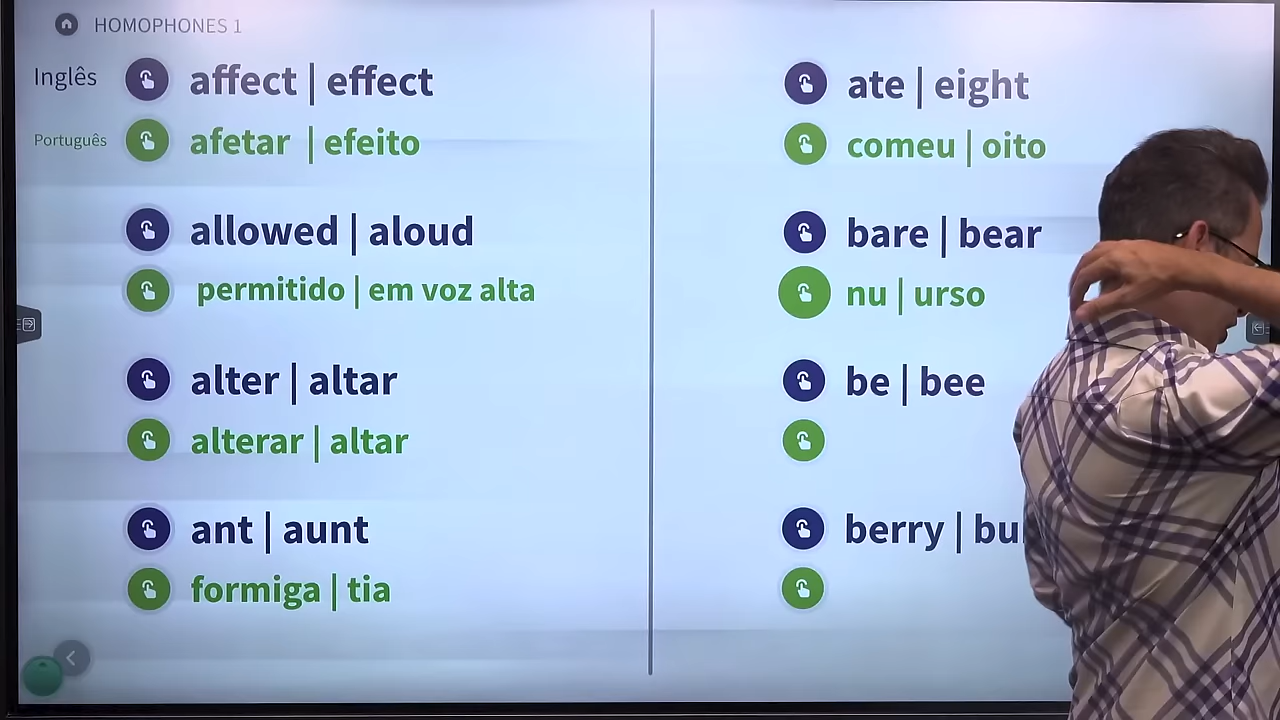 HOMOPHONES 1
Inglês
affect | effect
Português
afetar | efeito
allowed | aloud
permitido | em voz alta
alter | altar
alterar | altar
ant | aunt
formiga | tia
ate | eight
comeu | oito
bare | bear
nu | urso
be | bee
berry |